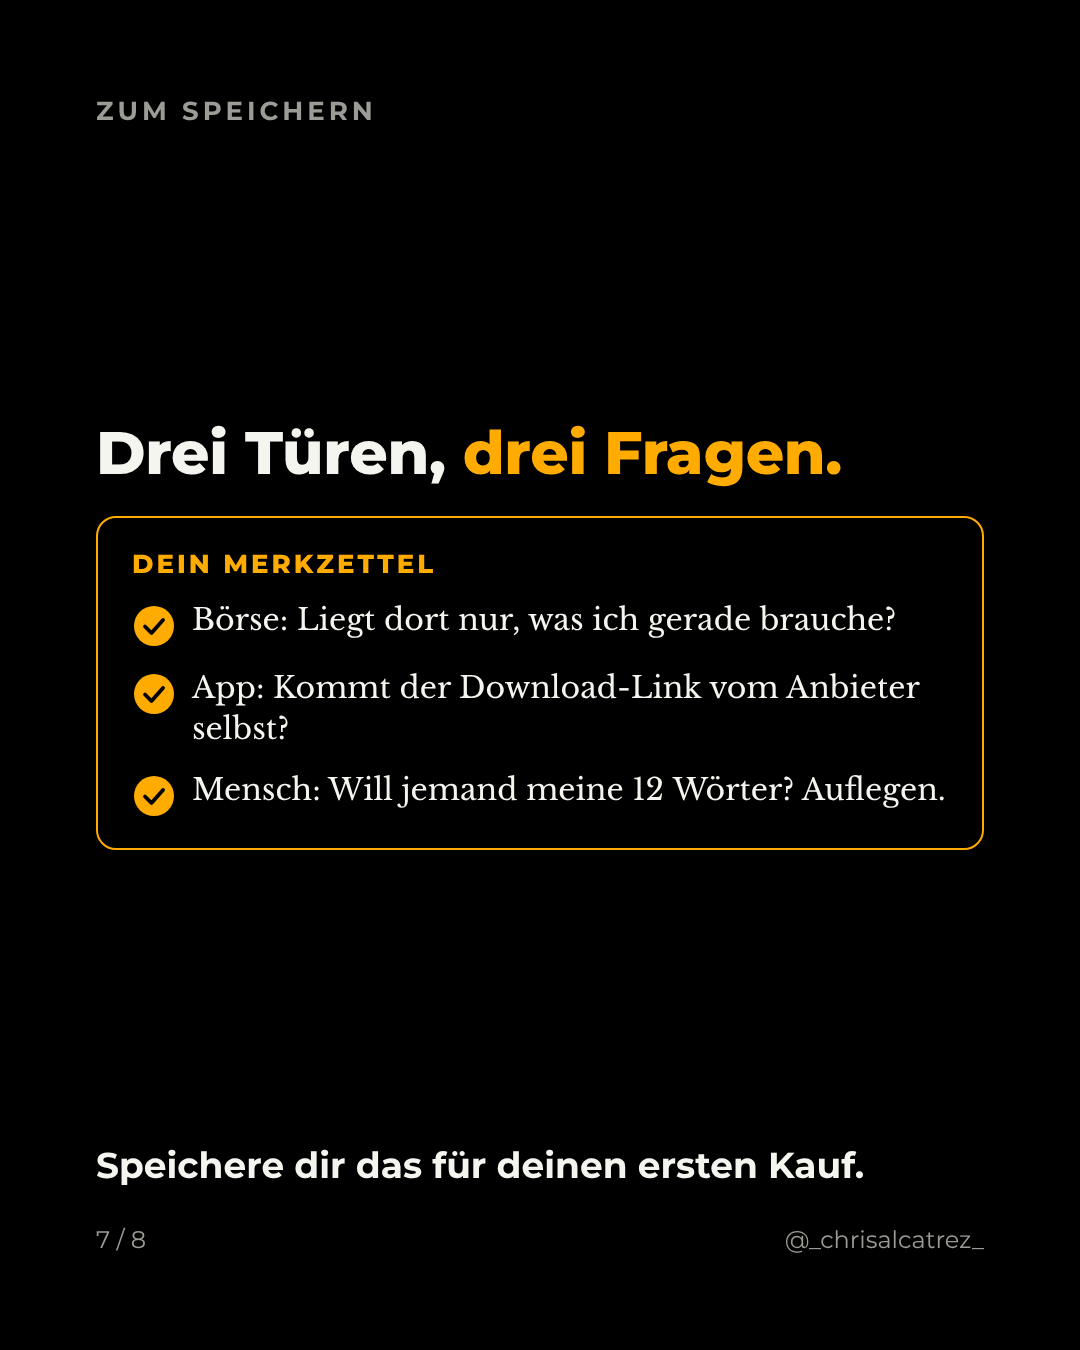 ZUM SPEICHERN
Drei Türen, drei Fragen.
DEIN MERKZETTEL
Börse: Liegt dort nur, was ich gerade brauche?
App: Kommt der Download-Link vom Anbieter
selbst?
Mensch: Will jemand meine 12 Wörter? Auflegen.
Speichere dir das für deinen ersten Kauf.
7 / 8
@_chrisalcatrez_